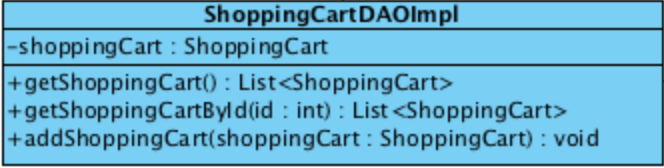 ShoppingCartDAOImpl
-shoppingCart : ShoppingCart
+getShoppingCart() : List<ShoppingCart>
+getShoppingCartById(id : int) : List<ShoppingCart>
+addShoppingCart(shoppingCart : ShoppingCart) : void